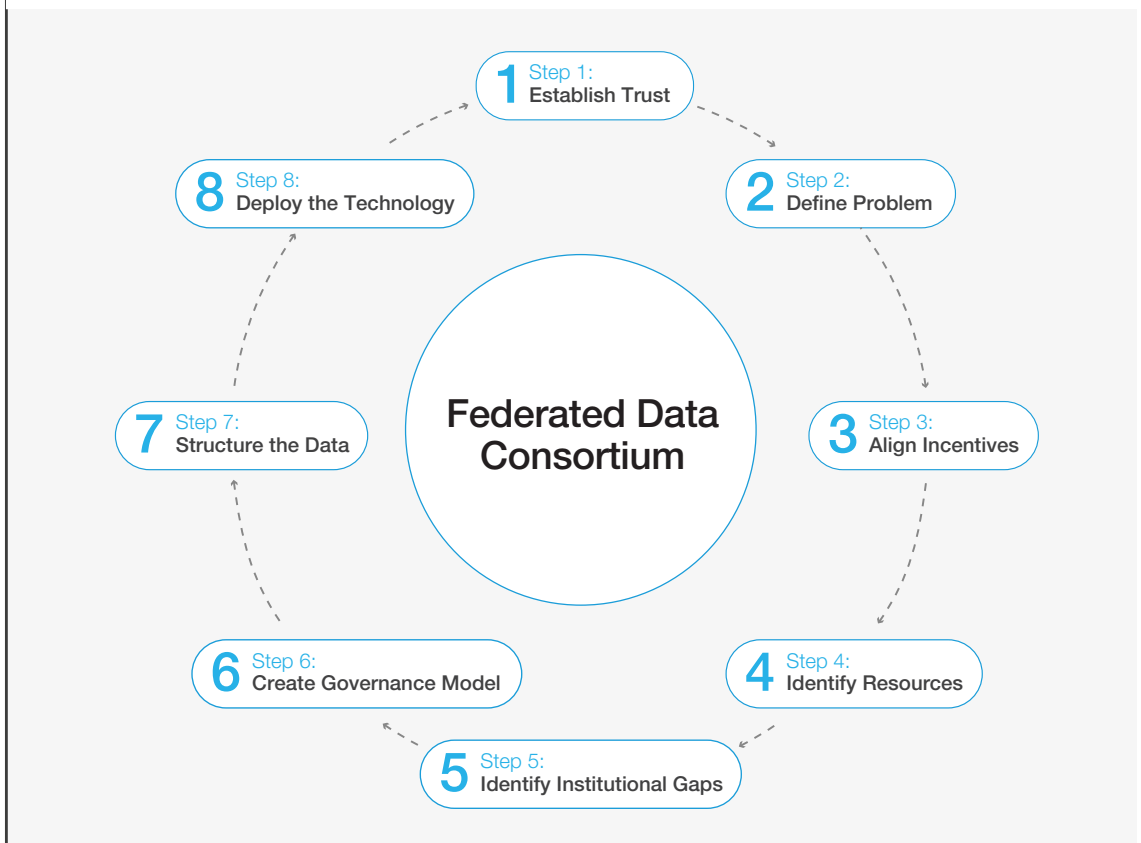 1
Step 1:
Establish Trust
2
Step 2:
Define Problem
3
Step 3:
Align Incentives
4
Step 4:
Identify Resources
5
Step 5:
Identify Institutional Gaps
6
Step 6:
Create Governance Model
7
Step 7:
Structure the Data
8
Step 8:
Deploy the Technology
Federated Data
Consortium